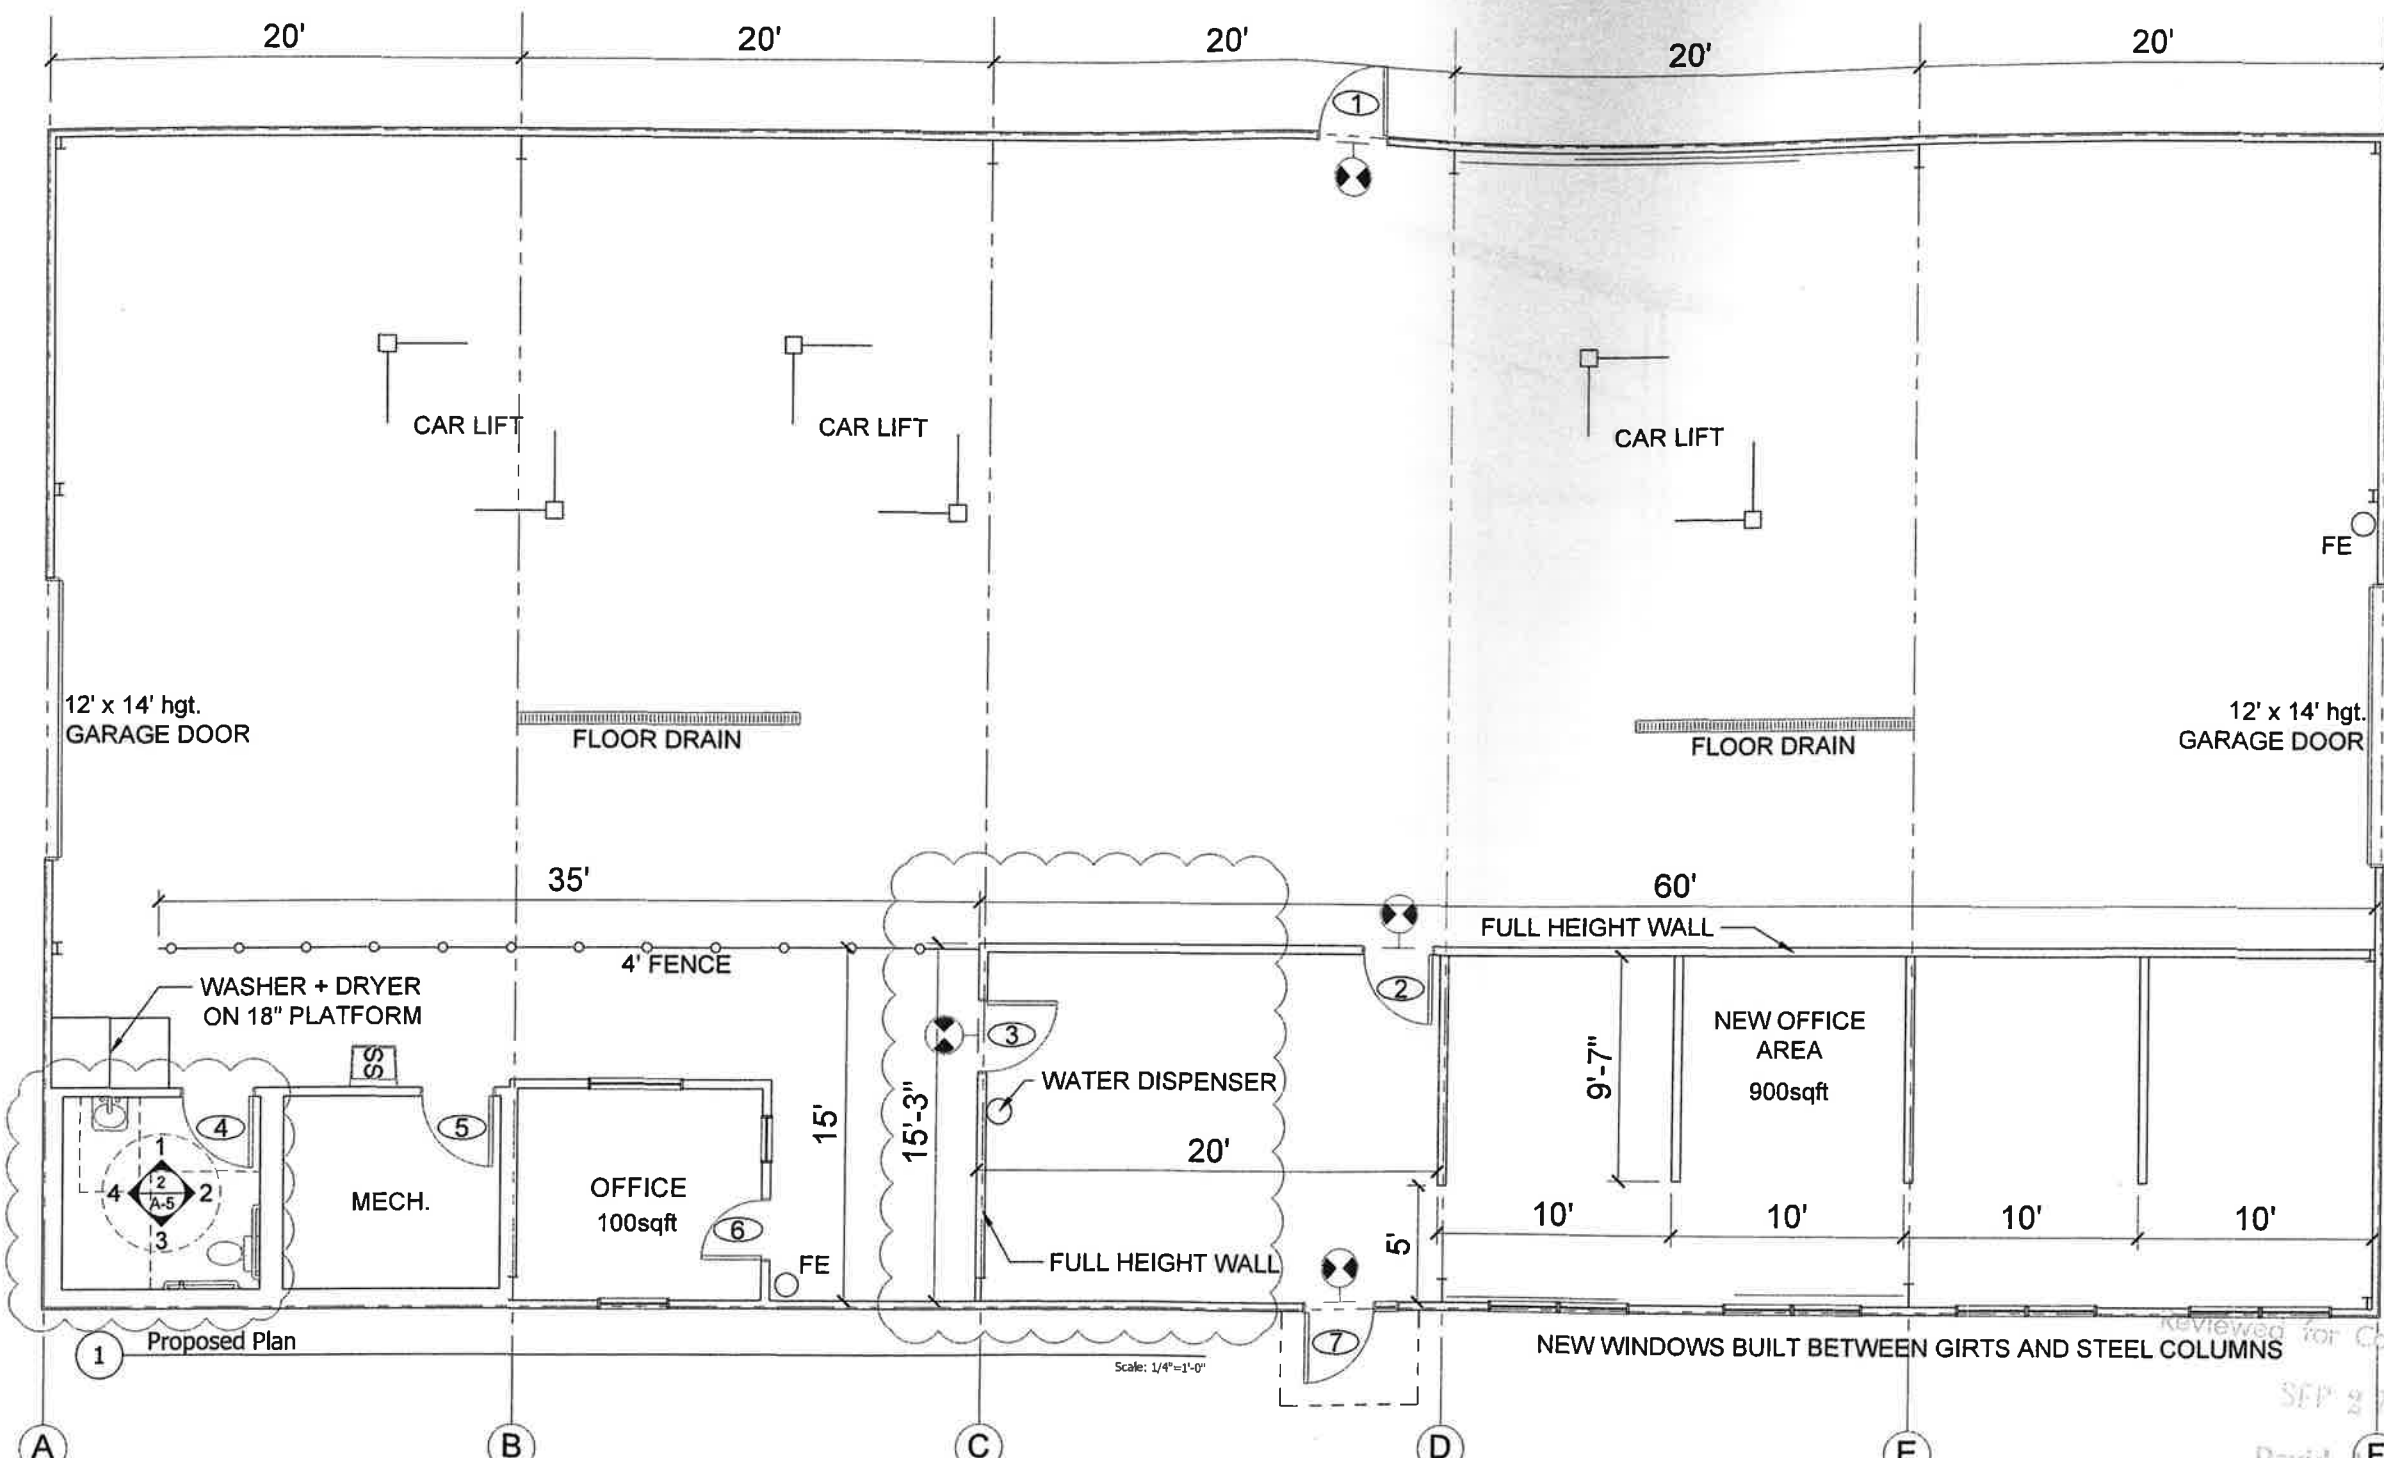 20'
20'
20'
20'
20'
1
CAR LIFT
CAR LIFT
CAR LIFT
FE
12' x 14' hgt.
GARAGE DOOR
FLOOR DRAIN
FLOOR DRAIN
12' x 14' hgt.
GARAGE DOOR
35'
60'
FULL HEIGHT WALL
4' FENCE
WASHER + DRYER
ON 18" PLATFORM
2
3
SS
NEW OFFICE
AREA
900sqft
9'-7"
WATER DISPENSER
15'
15'-3"
4
5
1
4
2
A-5
2
3
MECH.
OFFICE
100sqft
6
20'
10'
10'
10'
10'
5'
FE
FULL HEIGHT WALL
7
1
Proposed Plan
Scale: 1/4"=1'-0"
NEW WINDOWS BUILT BETWEEN GIRTS AND STEEL COLUMNS
Reviewed for
SEP
A
B
C
D
E
F